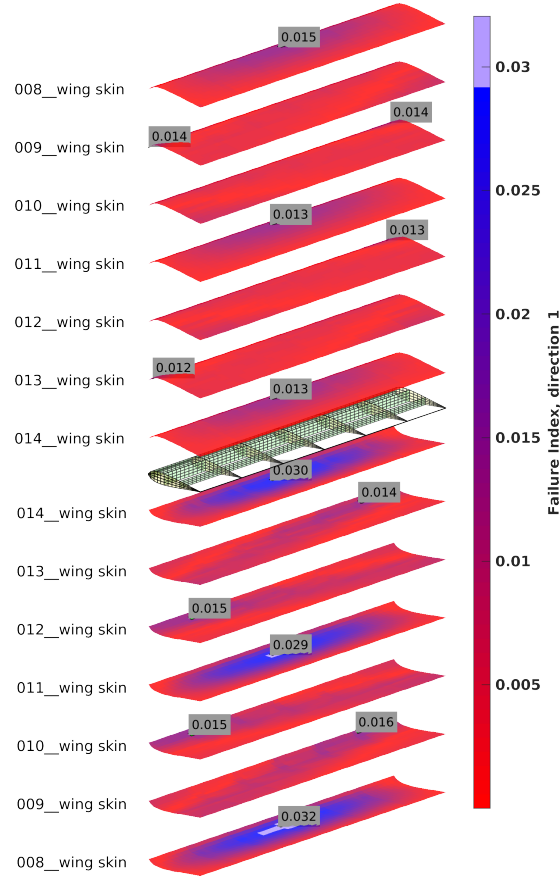 0.015
008__wing skin
0.014
009__wing skin
0.014
010__wing skin
0.013
011__wing skin
0.013
012__wing skin
0.012
013__wing skin
0.013
014__wing skin
0.030
014__wing skin
0.014
013__wing skin
0.015
012__wing skin
0.029
011__wing skin
0.015
010__wing skin
0.016
009__wing skin
0.032
008__wing skin
0.03
0.025
0.02
0.015
0.01
0.005
Failure Index, direction 1